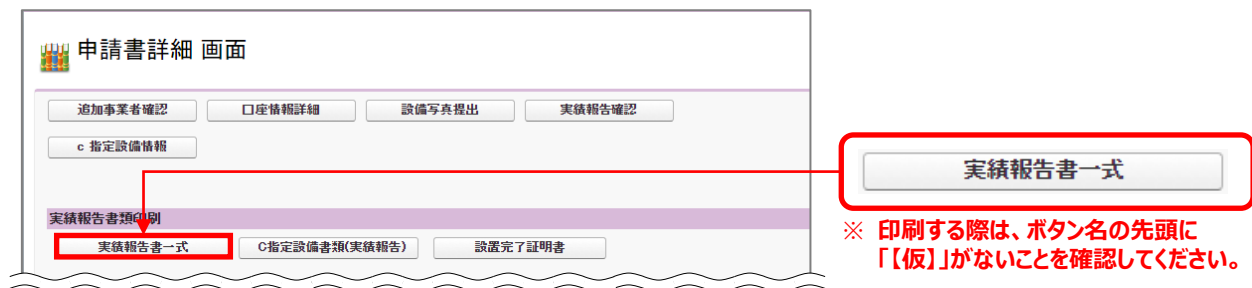 申請書詳細 画面
追加事業者確認 口座情報詳細 設備写真提出 実績報告確認
c 指定設備情報
実績報告書類印刷
実績報告書一式 C指定設備書類(実績報告) 設置完了証明書
実績報告書一式
※ 印刷する際は、ボタン名の先頭に
「【仮】」がないことを確認してください。